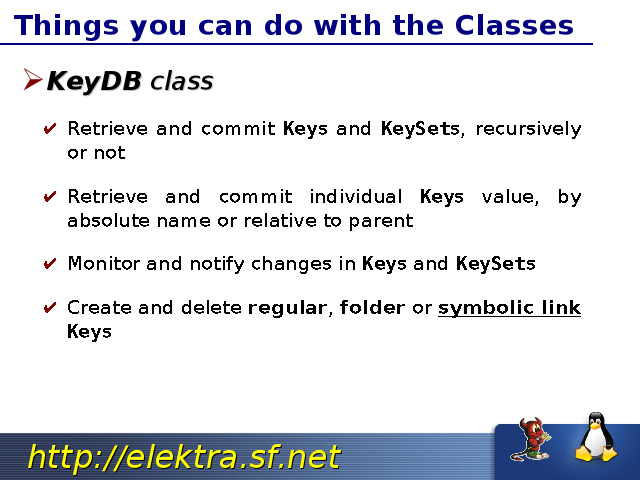 Things you can do with the Classes
➢KeyDB class
✔ Retrieve and commit Keys and KeySets, recursively
or not
✔ Retrieve and commit individual Keys value, by
absolute name or relative to parent
✔ Monitor and notify changes in Keys and KeySets
✔ Create and delete regular, folder or symbolic link
Keys
http://elektra.sf.net